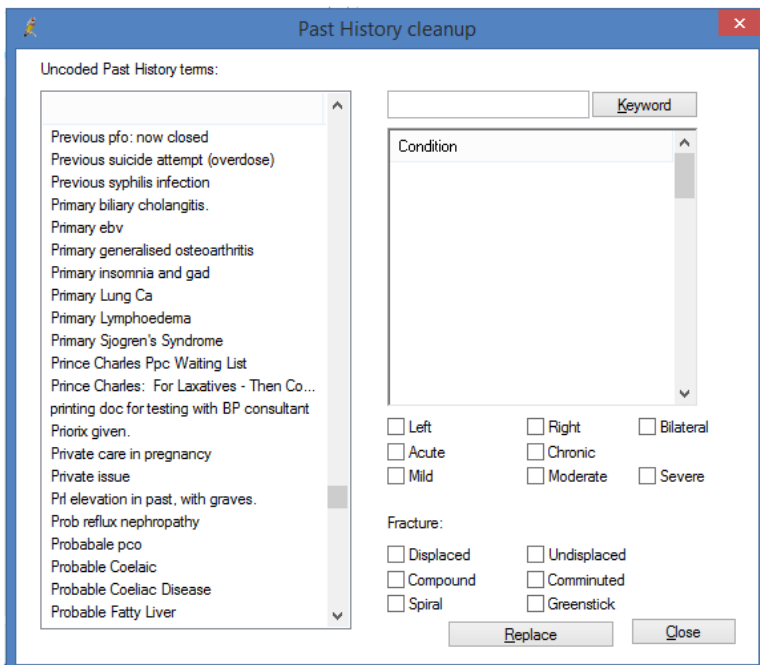 Past History cleanup
Uncoded Past History terms:
Keyword
Previous pfo: now closed
Previous suicide attempt (overdose)
Previous syphilis infection
Primary biliary cholangitis.
Primary ebv
Primary generalised osteoarthritis
Primary insomnia and gad
Primary Lung Ca
Primary Lymphoedema
Primary Sjogren's Syndrome
Prince Charles Ppc Waiting List
Prince Charles:  For Laxatives - Then Co...
printing doc for testing with BP consultant
Priorix given.
Private care in pregnancy
Private issue
Prl elevation in past, with graves.
Prob reflux nephropathy
Probabale pco
Probable Coelaic
Probable Coeliac Disease
Probable Fatty Liver
Condition
Left Right Bilateral
Acute Chronic
Mild Moderate Severe
Fracture:
Displaced Undisplaced
Compound Comminuted
Spiral Greenstick
Replace Close